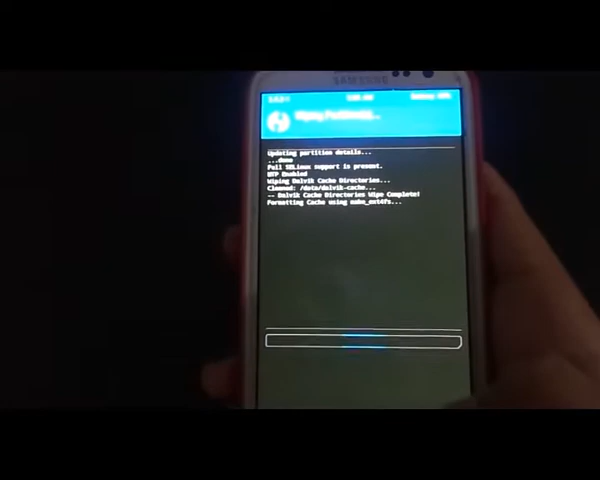 SAMSUNG
Wiping Partition(s)...
Updating partition details...
...done
Full SELinux support is present.
MTP Enabled
Wiping Dalvik Cache Directories...
Cleaned: /data/dalvik-cache...
-- Dalvik Cache Directories Wipe Complete!
Formatting Cache using make_ext4fs...